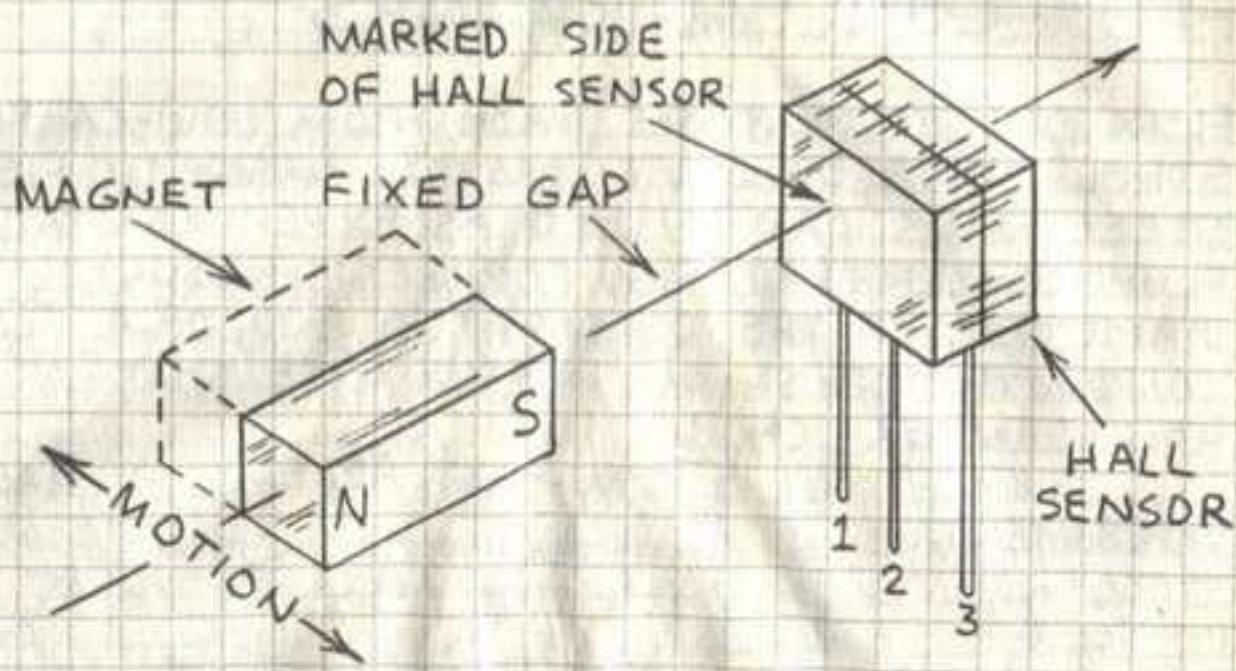 MARKED SIDE
OF HALL SENSOR
MAGNET
FIXED GAP
S
N
MOTION
HALL
SENSOR
1
2
3